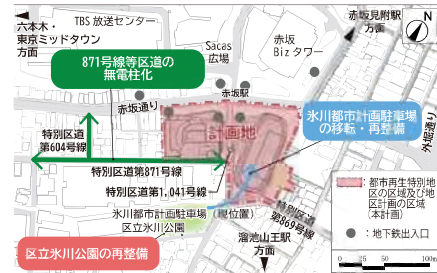 六本木・
東京ミッドタウン
方面
TBS放送センター
赤坂見附駅
方面
Sacas
広場
赤坂
Bizタワー
871号線等区道の
無電柱化
赤坂通り
赤坂駅
外堀通り
計画地
氷川都市計画駐車場
の移転・再整備
特別区道
第604号線
特別区道第871号線
特別区道第1,041号線
氷川都市計画駐車場(現位置)
区立氷川公園
特別区道
第869号線
区立氷川公園の再整備
溜池山王駅
方面
:都市再生特別地
区の区域及び地
区計画の区域
(本計画)
:地下鉄出入口
0
50
100m